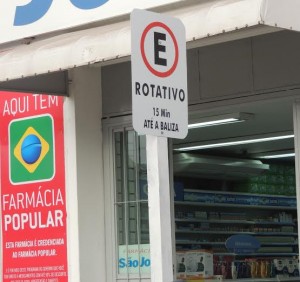 AQUI TEM
FARMÁCIA
POPULAR
ESTA FARMÁCIA É CREDENCIADA
AO FARMÁCIA POPULAR.
E
ROTATIVO
15 Min
ATÉ A BALIZA
São Jo